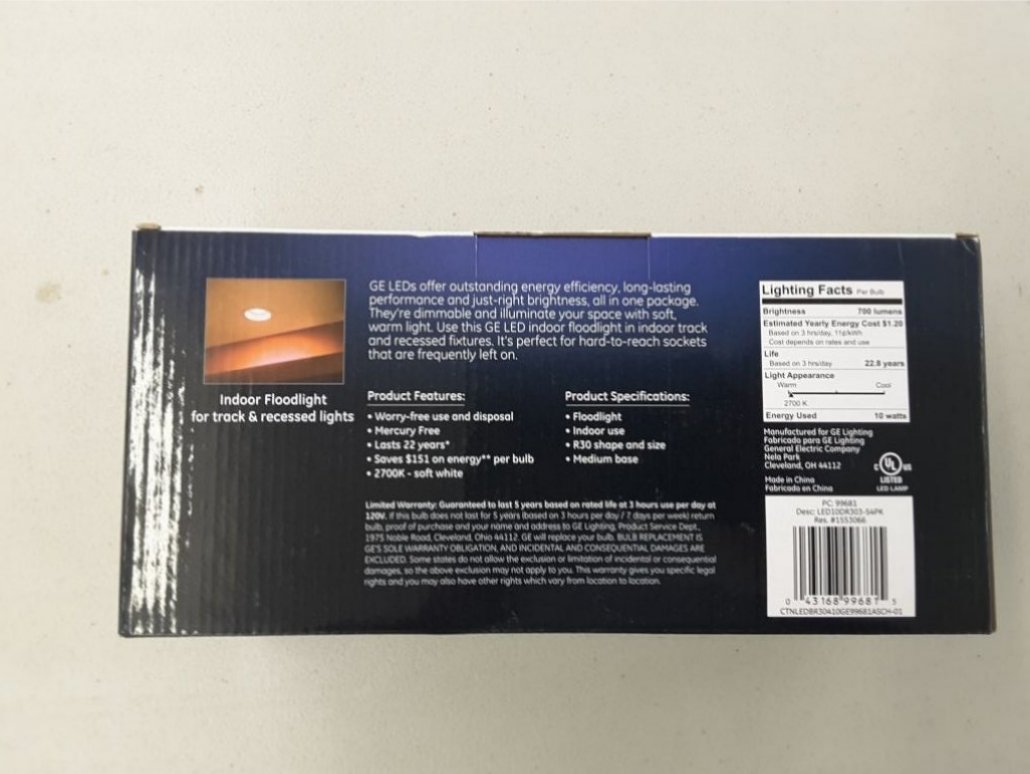 GE LEDs offer outstanding energy efficiency, long-lasting
performance and just-right brightness, all in one package.
They're dimmable and illuminate your space with soft,
warm light. Use this GE LED indoor floodlight in indoor track
and recessed fixtures. It's perfect for hard-to-reach sockets
that are frequently left on.
Indoor Floodlight
for track & recessed lights
Product Features:
• Worry-free use and disposal
• Mercury Free
• Lasts 22 years*
• Saves $151 on energy** per bulb
• 2700K - soft white
Product Specifications:
• Floodlight
• Indoor use
• R30 shape and size
• Medium base
Limited Warranty: Guaranteed to last 5 years based on rated life at 3 hours use per day at
120V. If this bulb does not last for 5 years (based on 3 hours per day / 7 days per week) return
bulb, proof of purchase and your name and address to GE Lighting, Product Service Dept.,
1975 Noble Road, Cleveland, Ohio 44112. GE will replace your bulb. BULB REPLACEMENT IS
GE'S SOLE WARRANTY OBLIGATION, AND INCIDENTAL AND CONSEQUENTIAL DAMAGES ARE
EXCLUDED. Some states do not allow the exclusion or limitation of incidental or consequential
damages, so the above exclusion may not apply to you. This warranty gives you specific legal
rights and you may also have other rights which vary from location to location.
Lighting Facts Per Bulb
Brightness 700 lumens
Estimated Yearly Energy Cost $1.20
Based on 3 hrs/day, 11¢/kWh
Cost depends on rates and use
Life
Based on 3 hrs/day 22.8 years
Light Appearance
Warm Cool
2700 K
Energy Used 10 watts
Manufactured for GE Lighting
Fabricado para GE Lighting
General Electric Company
Nela Park
Cleveland, OH 44112
Made in China
Fabricado en China
C UL US
LISTED
LED LAMP
PC: 99681
Desc: LED10DR303-S4PK
Res. #1553066
0 43168 99681 5
CTNLEDBR30410GE99681ASCH-01